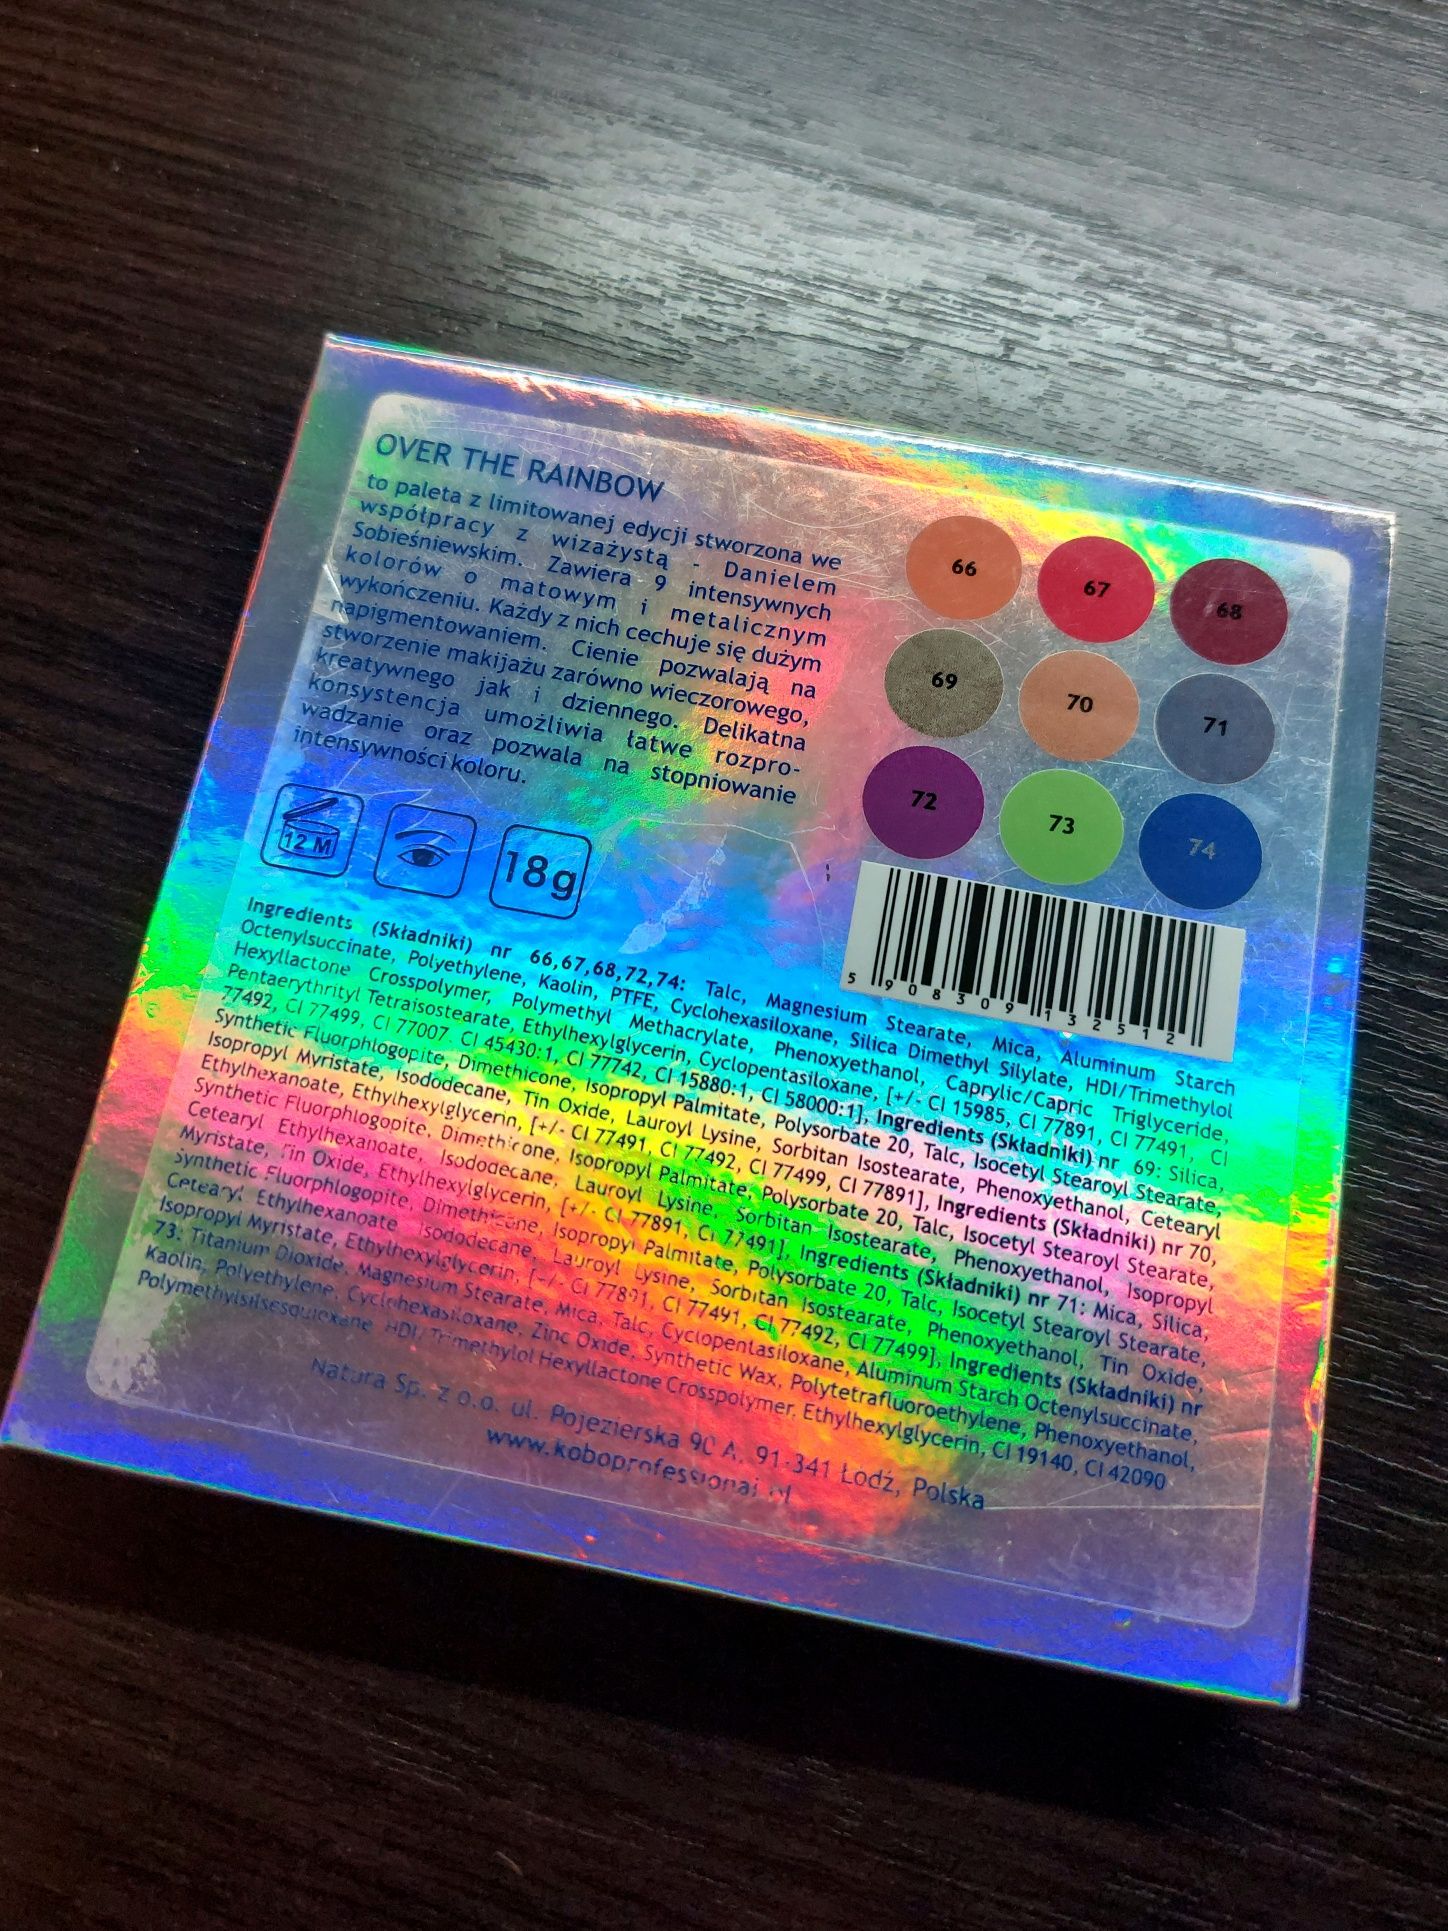 OVER THE RAINBOW
to paleta z limitowanej edycji stworzona we
współpracy z wizażystą - Danielem
Sobieśniewskim. Zawiera 9 intensywnych
kolorów o matowym i metalicznym
wykończeniu. Każdy z nich cechuje się dużym
napigmentowaniem. Cienie pozwalają na
stworzenie makijażu zarówno wieczorowego,
kreatywnego jak i dziennego. Delikatna
konsystencja umożliwia łatwe rozpro-
wadzanie oraz pozwala na stopniowanie
intensywności koloru.
66 67 68
69 70 71
72 73 74
12 M
18g
5 908309 132512
Ingredients (Składniki) nr 66,67,68,72,74: Talc, Magnesium Stearate, Mica, Aluminum Starch
Octenylsuccinate, Polyethylene, Kaolin, PTFE, Cyclohexasiloxane, Silica Dimethyl Silylate, HDI/Trimethylol
Hexyllactone Crosspolymer, Polymethyl Methacrylate, Phenoxyethanol, Caprylic/Capric Triglyceride,
Pentaerythrityl Tetraisostearate, Ethylhexylglycerin, Cyclopentasiloxane, [+/- CI 15985, CI 77891, CI 77491, CI
77492, CI 77499, CI 77007. CI 45430:1, CI 77742, CI 15880:1, CI 58000:1], Ingredients (Składniki) nr 69: Silica,
Synthetic Fluorphlogopite, Dimethicone, Isopropyl Palmitate, Polysorbate 20, Talc, Isocetyl Stearoyl Stearate,
Isopropyl Myristate, Isododecane, Tin Oxide, Lauroyl Lysine, Sorbitan Isostearate, Phenoxyethanol, Cetearyl
Ethylhexanoate, Ethylhexylglycerin, [+/- CI 77491, CI 77492, CI 77499, CI 77891], Ingredients (Składniki) nr 70,
Synthetic Fluorphlogopite, Dimethicone, Isopropyl Palmitate, Polysorbate 20, Talc, Isocetyl Stearoyl Stearate,
Cetearyl Ethylhexanoate, Isododecane, Lauroyl Lysine, Sorbitan Isostearate, Phenoxyethanol, Isopropyl
Myristate, Tin Oxide, Ethylhexylglycerin, [+/- CI 77891, CI 77491], Ingredients (Składniki) nr 71: Mica, Silica,
Synthetic Fluorphlogopite, Dimethicone, Isopropyl Palmitate, Polysorbate 20, Talc, Isocetyl Stearoyl Stearate,
Cetearyl Ethylhexanoate Isododecane, Lauroyl Lysine, Sorbitan Isostearate, Phenoxyethanol, Tin Oxide,
Isopropyl Myristate, Ethylhexylglycerin, [+/- CI 77891, CI 77491, CI 77492, CI 77499], Ingredients (Składniki) nr
73: Titanium Dioxide, Magnesium Stearate, Mica, Talc, Cyclopentasiloxane, Aluminum Starch Octenylsuccinate,
Kaolin, Polyethylene, Cyclohexasiloxane, Zinc Oxide, Synthetic Wax, Polytetrafluoroethylene, Phenoxyethanol,
Polymethylsilsesquioxane HDI/Trimethylol Hexyllactone Crosspolymer, Ethylhexylglycerin, CI 19140, CI 42090
Natura Sp. z o.o. ul. Pojezierska 90 A, 91-341 Łódź, Polska
www.koboprofessional.pl